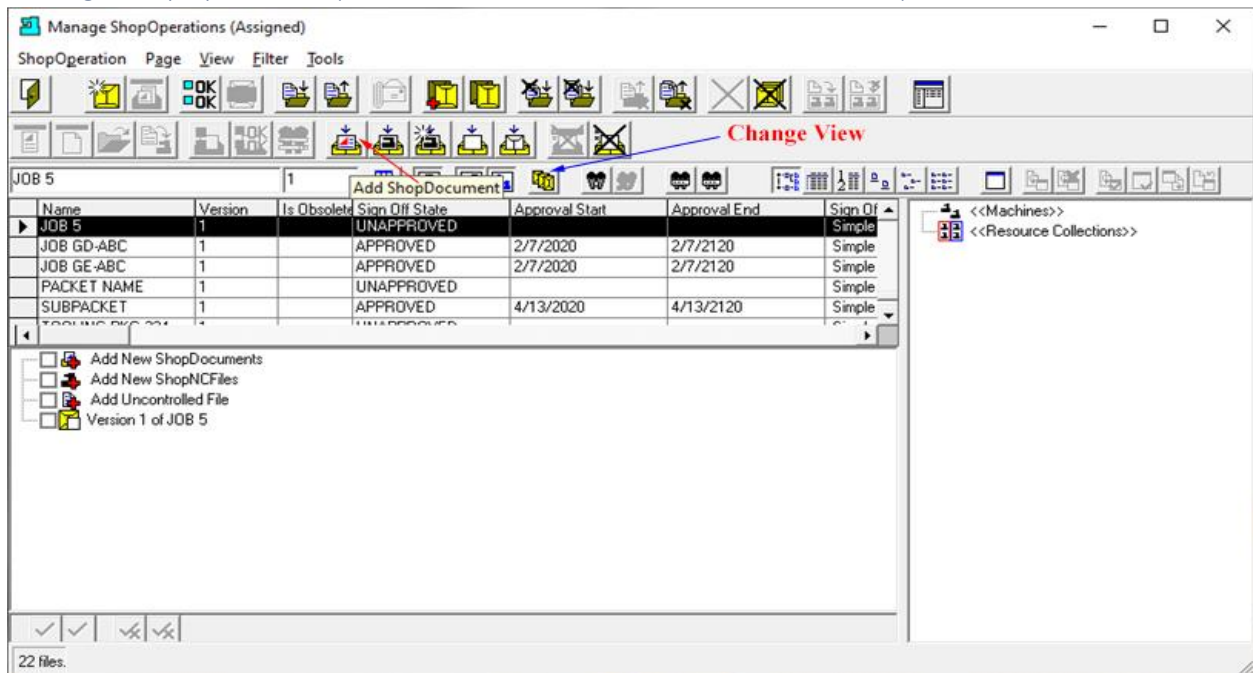 Manage ShopOperations (Assigned)
ShopOperation Page View Filter Tools
OK
OK
Change View
JOB 5 1
Add ShopDocument
Name Version Is Obsolete Sign Off State Approval Start Approval End Sign Of
JOB 5 1 UNAPPROVED Simple
JOB GD-ABC 1 APPROVED 2/7/2020 2/7/2120 Simple
JOB GE-ABC 1 APPROVED 2/7/2020 2/7/2120 Simple
PACKET NAME 1 UNAPPROVED Simple
SUBPACKET 1 APPROVED 4/13/2020 4/13/2120 Simple
<<Machines>>
<<Resource Collections>>
Add New ShopDocuments
Add New ShopNCFiles
Add Uncontrolled File
Version 1 of JOB 5
22 files.